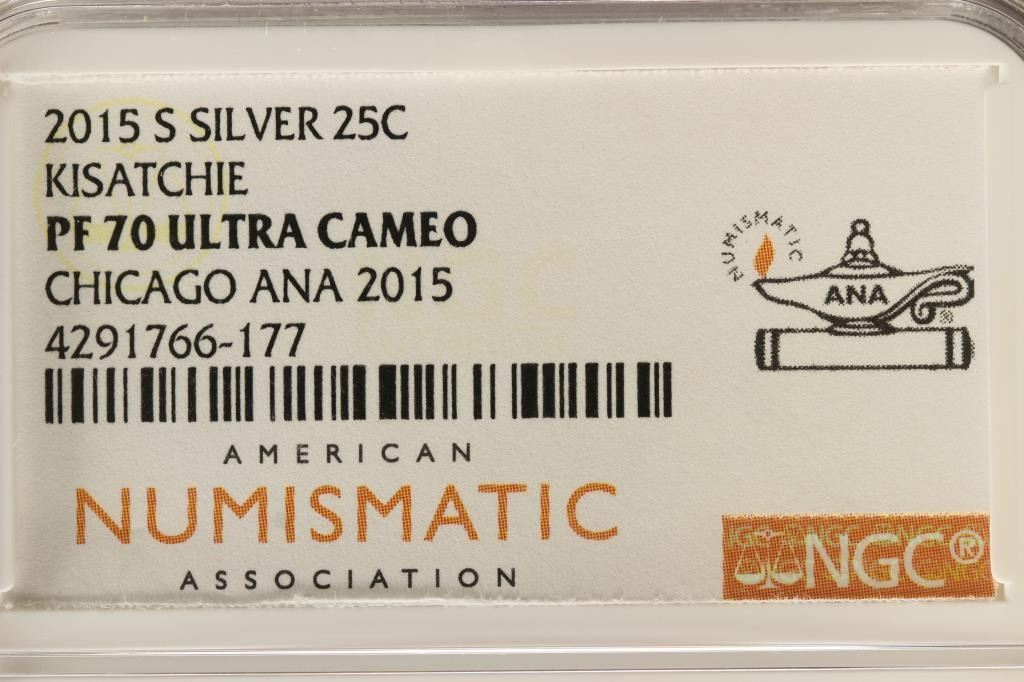 2015 S SILVER 25C
KISATCHIE
PF 70 ULTRA CAMEO
CHICAGO ANA 2015
4291766-177
AMERICAN
NUMISMATIC
ASSOCIATION
NUMISMATIC
ANA
®
NGC®